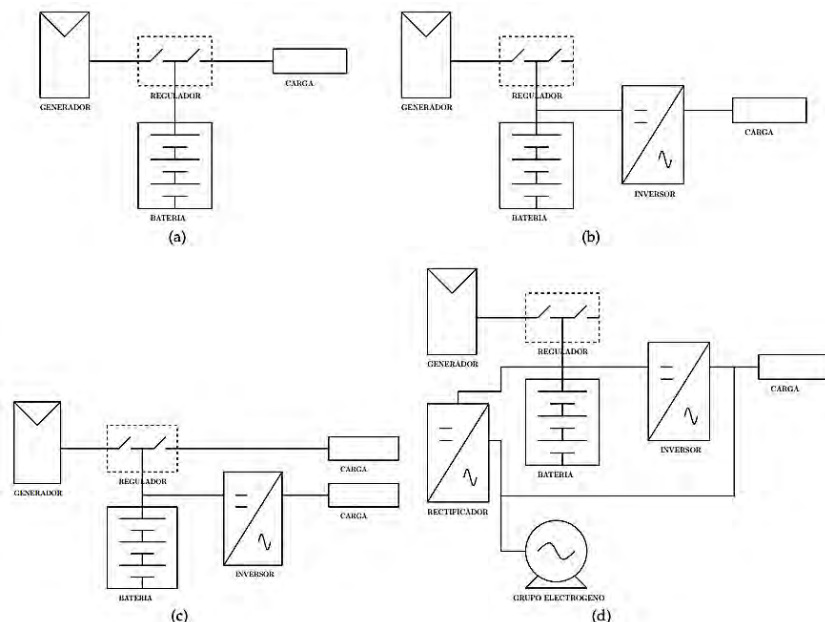 GENERADOR
REGULADOR
CARGA
BATERIA
(a)
GENERADOR
REGULADOR
CARGA
INVERSOR
BATERIA
(b)
GENERADOR
REGULADOR
CARGA
CARGA
INVERSOR
BATERIA
(c)
GENERADOR
REGULADOR
CARGA
INVERSOR
BATERIA
RECTIFICADOR
GRUPO ELECTROGENO
(d)